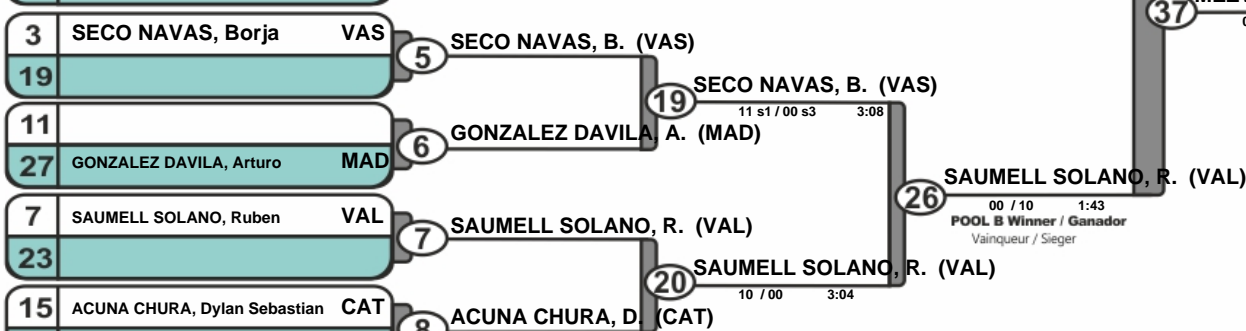 3 SECO NAVAS, Borja VAS
19
5 SECO NAVAS, B. (VAS)
11
27 GONZALEZ DAVILA, Arturo MAD
6 GONZALEZ DAVILA, A. (MAD)
19 SECO NAVAS, B. (VAS)
11 s1 / 00 s3 3:08
7 SAUMELL SOLANO, Ruben VAL
23
7 SAUMELL SOLANO, R. (VAL)
15 ACUNA CHURA, Dylan Sebastian CAT
8 ACUNA CHURA, D. (CAT)
20 SAUMELL SOLANO, R. (VAL)
10 / 00 3:04
26 SAUMELL SOLANO, R. (VAL)
00 / 10 1:43
POOL B Winner / Ganador
Vainqueur / Sieger
37